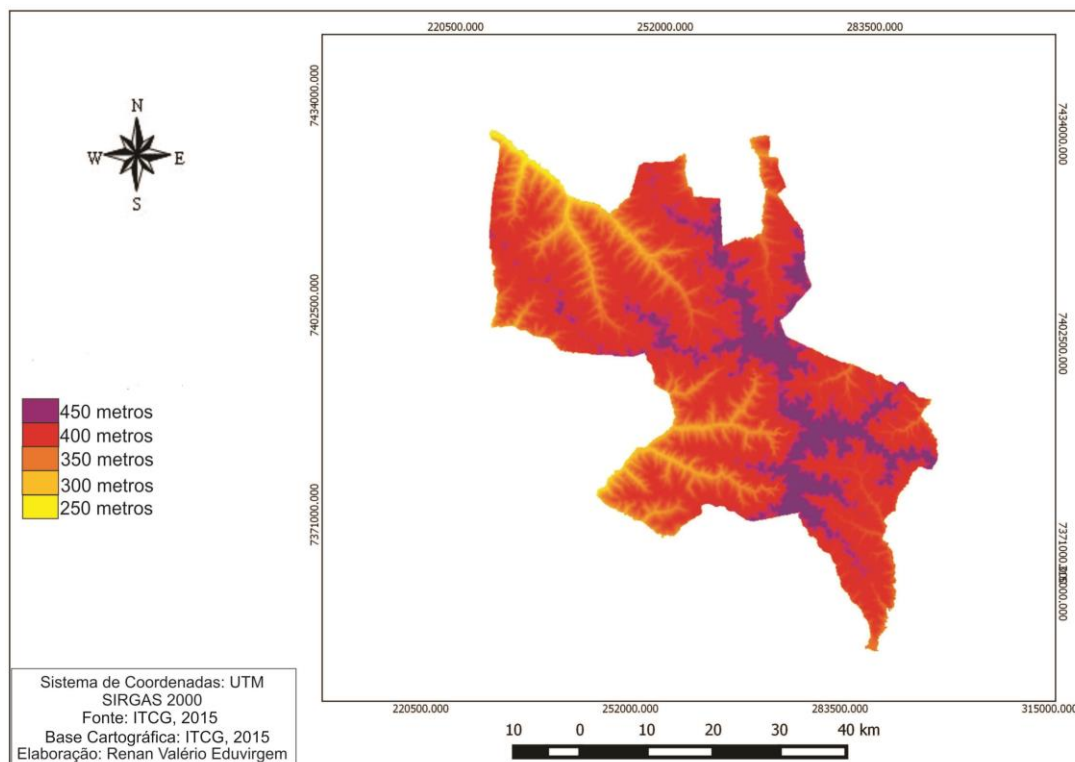 220500.000 252000.000 283500.000
7434000.000
7434000.000
N
W E
S
7402500.000
7402500.000
450 metros
400 metros
350 metros
300 metros
250 metros
7371000.000
7371000.000
220500.000 252000.000 283500.000 315000.000
Sistema de Coordenadas: UTM
SIRGAS 2000
Fonte: ITCG, 2015
Base Cartográfica: ITCG, 2015
Elaboração: Renan Valério Eduvirgem
10 0 10 20 30 40 km